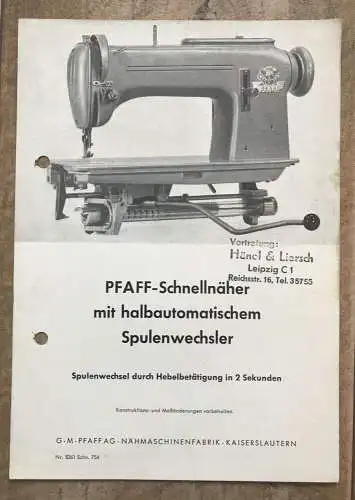 PFAFF
Vertretung:
Hänel & Liersch
Leipzig C 1
Reichsstr. 16, Tel. 35755
PFAFF-Schnellnäher
mit halbautomatischem
Spulenwechsler
Spulenwechsel durch Hebelbetätigung in 2 Sekunden
Konstruktions- und Maßänderungen vorbehalten.
G·M·PFAFF AG·NÄHMASCHINENFABRIK·KAISERSLAUTERN